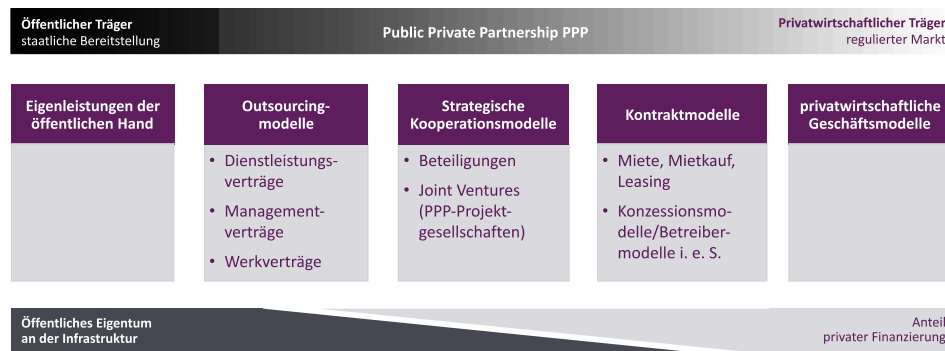 Öffentlicher Träger
staatliche Bereitstellung
Public Private Partnership PPP
Privatwirtschaftlicher Träger
regulierter Markt
Eigenleistungen der
öffentlichen Hand
Outsourcing-
modelle
• Dienstleistungs-
verträge
• Management-
verträge
• Werkverträge
Strategische
Kooperationsmodelle
• Beteiligungen
• Joint Ventures
(PPP-Projekt-
gesellschaften)
Kontraktmodelle
• Miete, Mietkauf,
Leasing
• Konzessionsmo-
delle/Betreiber-
modelle i. e. S.
privatwirtschaftliche
Geschäftsmodelle
Öffentliches Eigentum
an der Infrastruktur
Anteil
privater Finanzierung